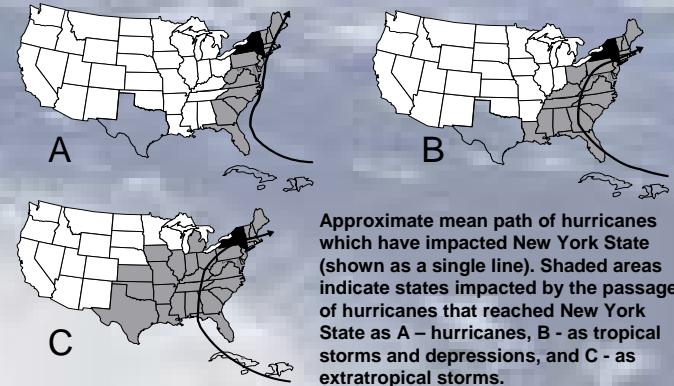 A
B
C
Approximate mean path of hurricanes
which have impacted New York State
(shown as a single line). Shaded areas
indicate states impacted by the passage
of hurricanes that reached New York
State as A – hurricanes, B - as tropical
storms and depressions, and C - as
extratropical storms.